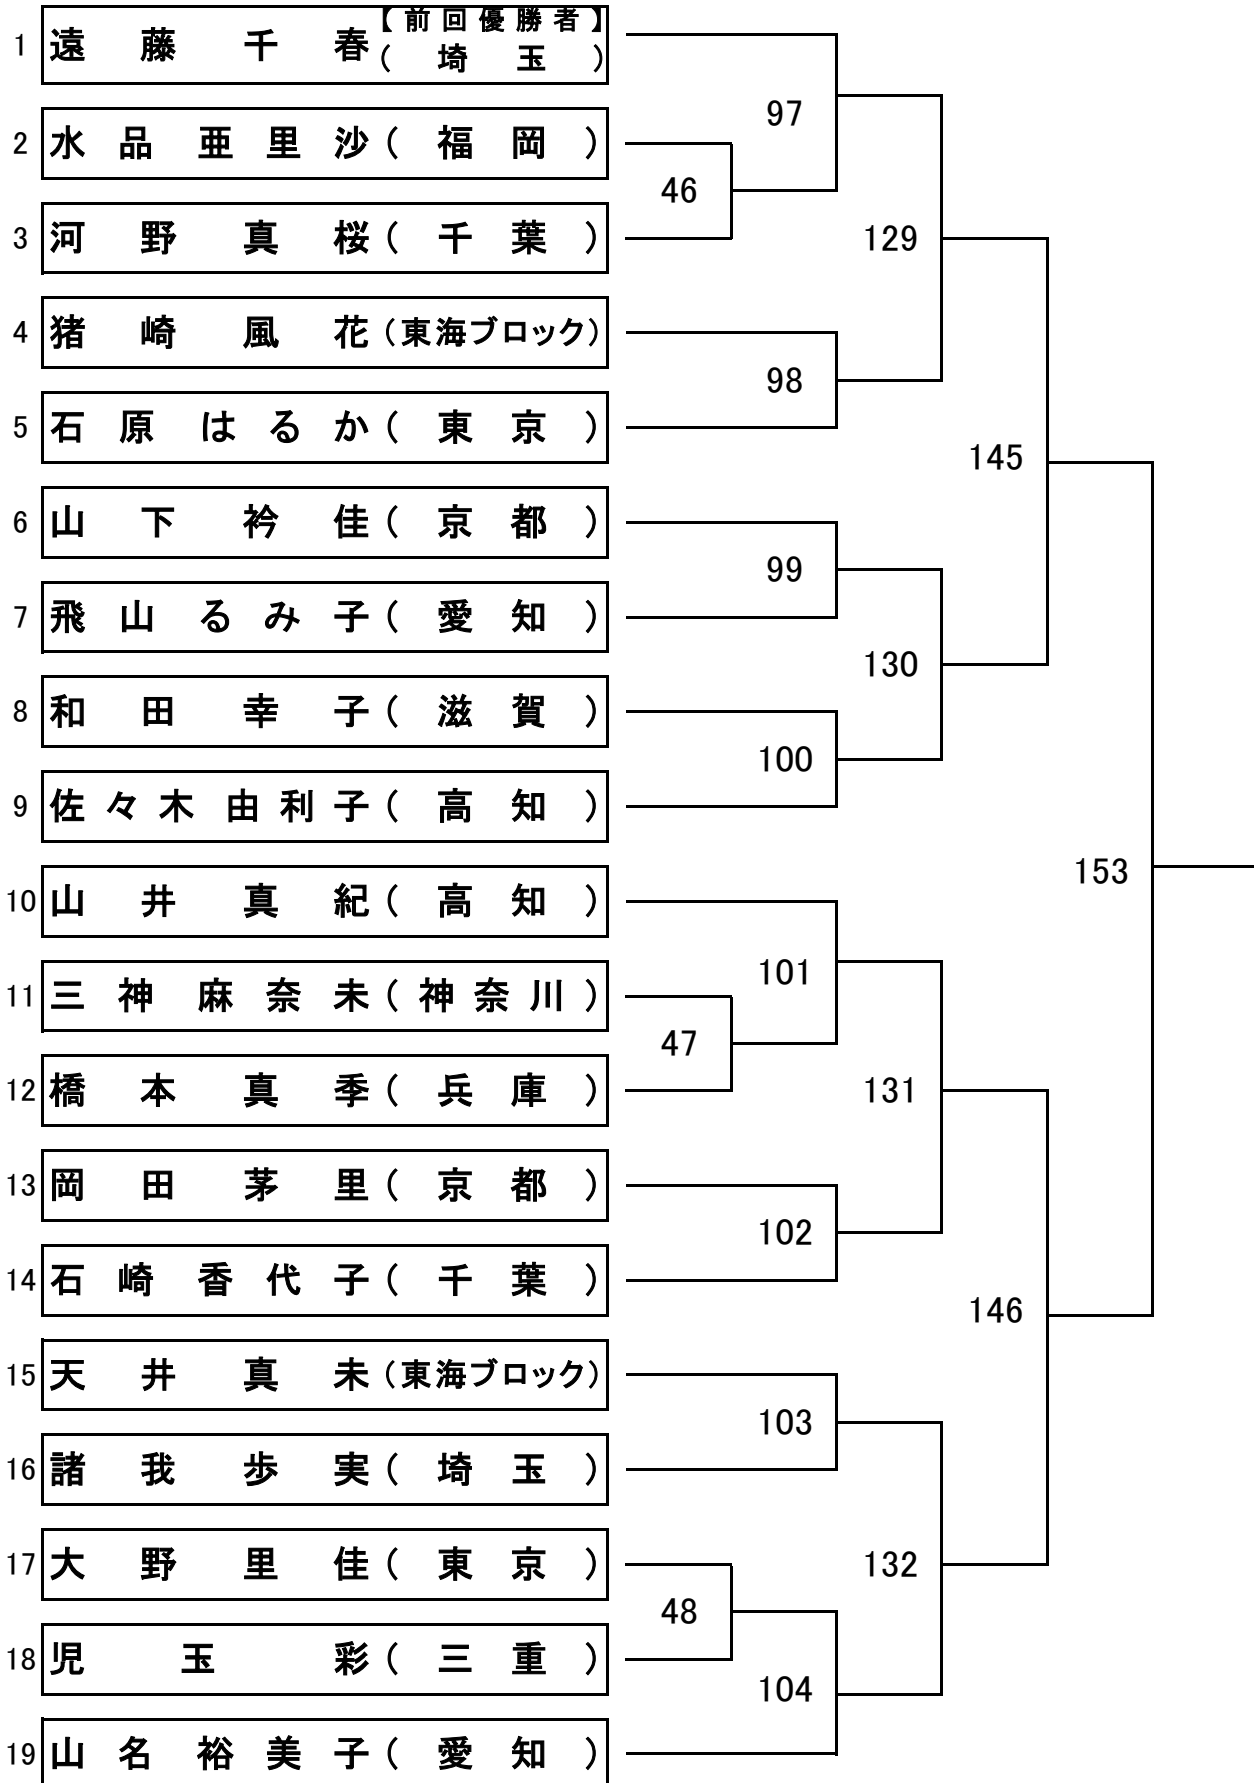 【前回優勝者】
1 遠藤千春(埼玉)
97
2 水品亜里沙(福岡)
46
3 河野真桜(千葉)
129
4 猪崎風花(東海ブロック)
98
5 石原はるか(東京)
145
6 山下衿佳(京都)
99
7 飛山るみ子(愛知)
130
8 和田幸子(滋賀)
100
9 佐々木由利子(高知)
153
10 山井真紀(高知)
101
11 三神麻奈未(神奈川)
47
12 橋本真季(兵庫)
131
13 岡田茅里(京都)
102
14 石崎香代子(千葉)
146
15 天井真未(東海ブロック)
103
16 諸我歩実(埼玉)
17 大野里佳(東京)
132
48
18 児玉彩(三重)
104
19 山名裕美子(愛知)